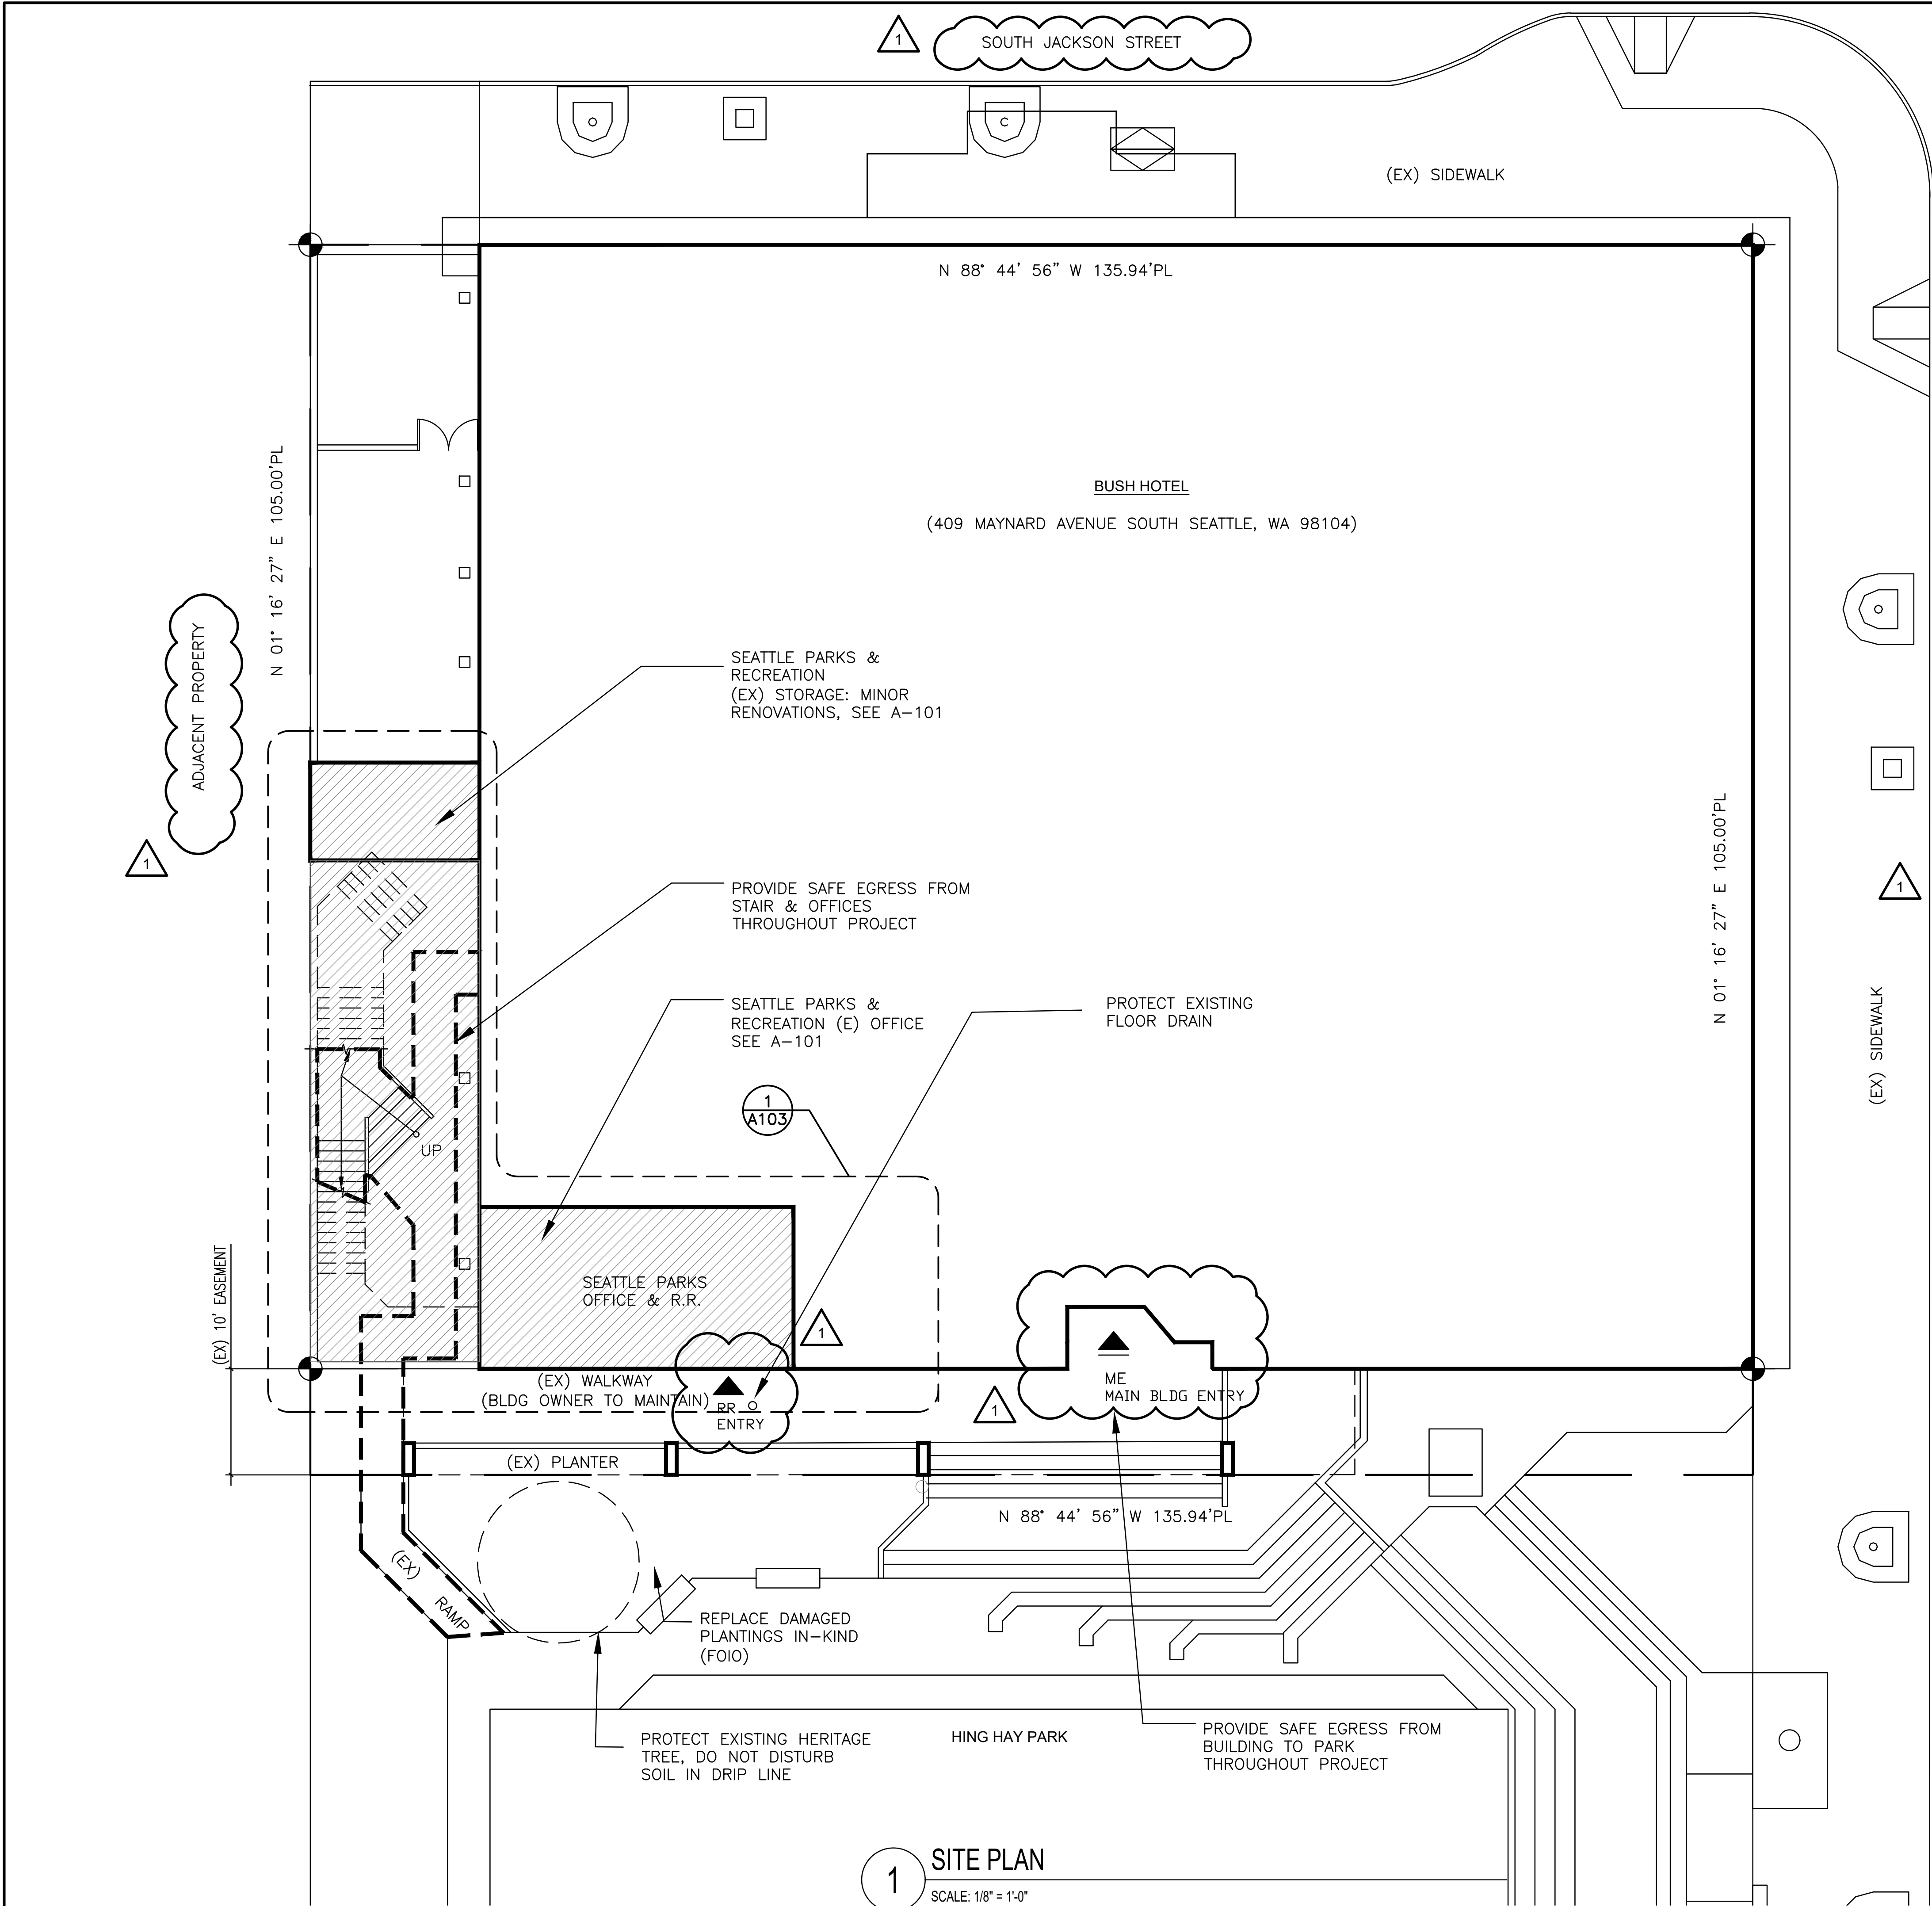 1
SOUTH JACKSON STREET
(EX) SIDEWALK
N 88° 44' 56" W 135.94'PL
N 01° 16' 27" E 105.00'PL
BUSH HOTEL
(409 MAYNARD AVENUE SOUTH SEATTLE, WA 98104)
ADJACENT PROPERTY
1
SEATTLE PARKS &
RECREATION
(EX) STORAGE: MINOR
RENOVATIONS, SEE A-101
N 01° 16' 27" E 105.00'PL
1
(EX) SIDEWALK
PROVIDE SAFE EGRESS FROM
STAIR & OFFICES
THROUGHOUT PROJECT
SEATTLE PARKS &
RECREATION (E) OFFICE
SEE A-101
PROTECT EXISTING
FLOOR DRAIN
1
A103
UP
(EX) 10' EASEMENT
SEATTLE PARKS
OFFICE & R.R.
1
(EX) WALKWAY
(BLDG OWNER TO MAINTAIN)
RR
ENTRY
ME
MAIN BLDG ENTRY
1
(EX) PLANTER
N 88° 44' 56" W 135.94'PL
(EX)
RAMP
REPLACE DAMAGED
PLANTINGS IN-KIND
(FOIO)
PROTECT EXISTING HERITAGE
TREE, DO NOT DISTURB
SOIL IN DRIP LINE
HING HAY PARK
PROVIDE SAFE EGRESS FROM
BUILDING TO PARK
THROUGHOUT PROJECT
1
SITE PLAN
SCALE: 1/8" = 1'-0"